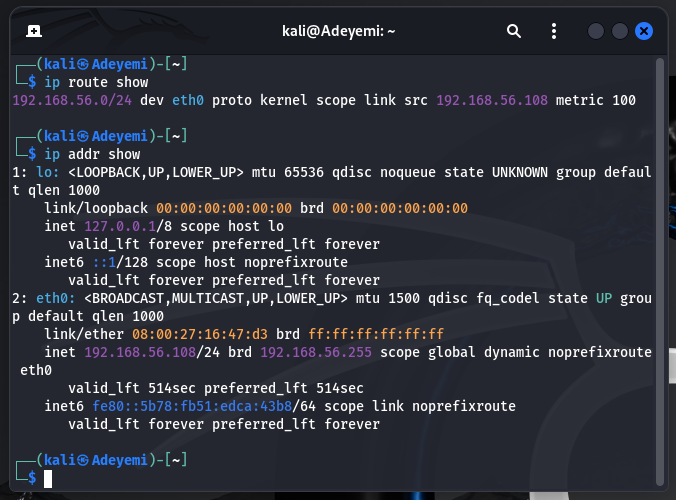 kali@Adeyemi: ~
┌──(kali㉿Adeyemi)-[~]
└─$ ip route show
192.168.56.0/24 dev eth0 proto kernel scope link src 192.168.56.108 metric 100
┌──(kali㉿Adeyemi)-[~]
└─$ ip addr show
1: lo: <LOOPBACK,UP,LOWER_UP> mtu 65536 qdisc noqueue state UNKNOWN group defaul
t qlen 1000
    link/loopback 00:00:00:00:00:00 brd 00:00:00:00:00:00
    inet 127.0.0.1/8 scope host lo
       valid_lft forever preferred_lft forever
    inet6 ::1/128 scope host noprefixroute
       valid_lft forever preferred_lft forever
2: eth0: <BROADCAST,MULTICAST,UP,LOWER_UP> mtu 1500 qdisc fq_codel state UP grou
p default qlen 1000
    link/ether 08:00:27:16:47:d3 brd ff:ff:ff:ff:ff:ff
    inet 192.168.56.108/24 brd 192.168.56.255 scope global dynamic noprefixroute
 eth0
       valid_lft 514sec preferred_lft 514sec
    inet6 fe80::5b78:fb51:edca:43b8/64 scope link noprefixroute
       valid_lft forever preferred_lft forever
┌──(kali㉿Adeyemi)-[~]
└─$